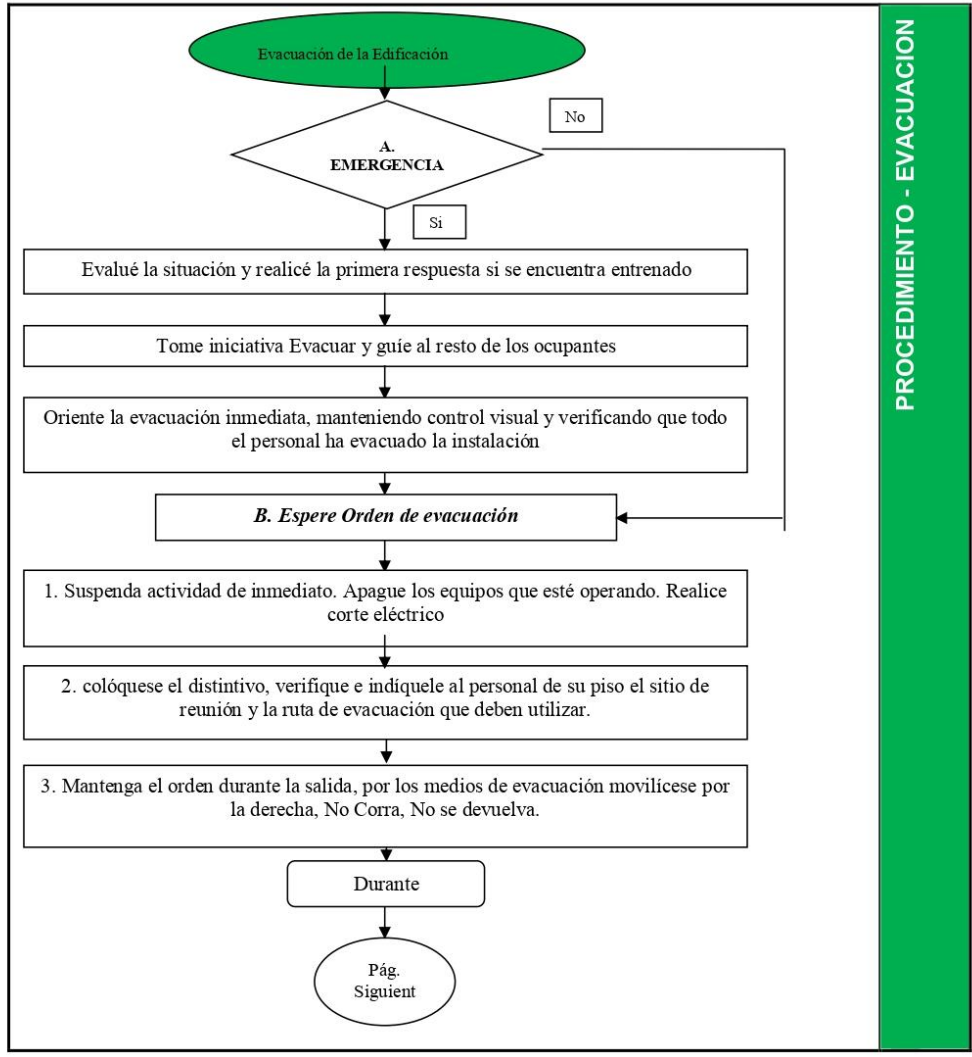 Evacuación de la Edificación
No
A.
EMERGENCIA
Si
Evalué la situación y realicé la primera respuesta si se encuentra entrenado
Tome iniciativa Evacuar y guíe al resto de los ocupantes
Oriente la evacuación inmediata, manteniendo control visual y verificando que todo
el personal ha evacuado la instalación
B. Espere Orden de evacuación
1. Suspenda actividad de inmediato. Apague los equipos que esté operando. Realice
corte eléctrico
2. colóquese el distintivo, verifique e indíquele al personal de su piso el sitio de
reunión y la ruta de evacuación que deben utilizar.
3. Mantenga el orden durante la salida, por los medios de evacuación movilícese por
la derecha, No Corra, No se devuelva.
Durante
Pág.
Siguient
PROCEDIMIENTO - EVACUACION